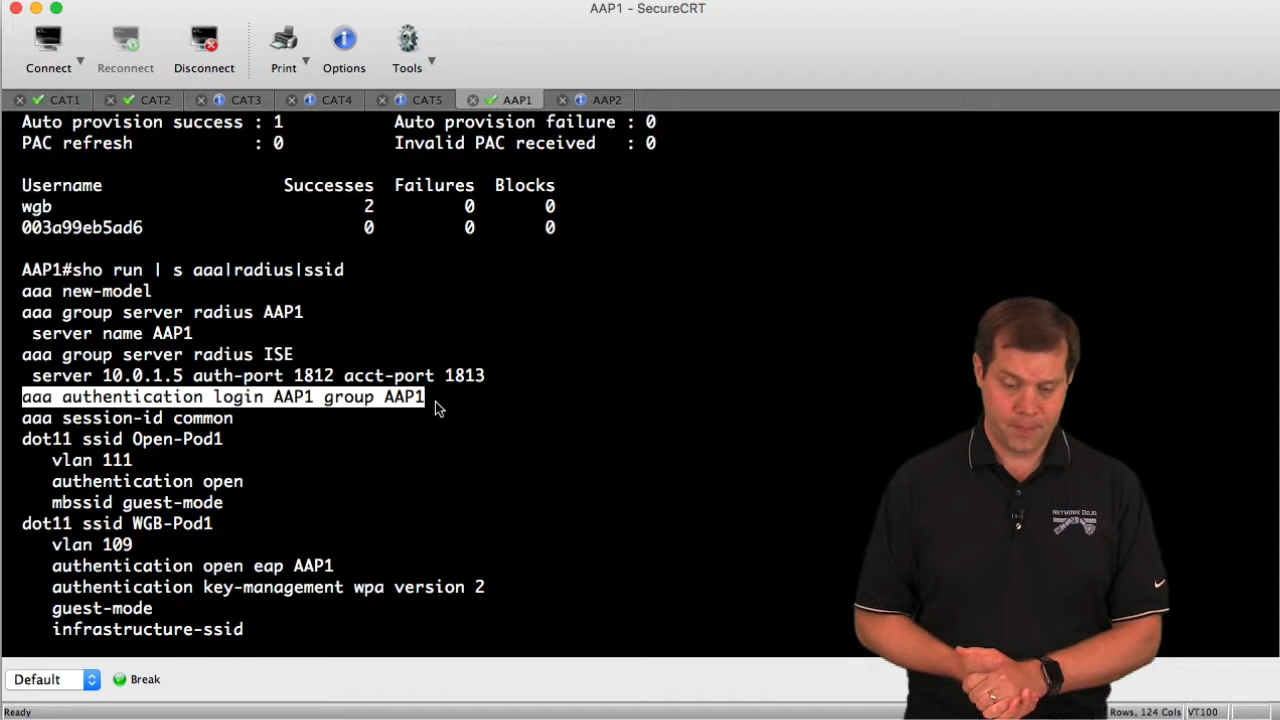 AAP1 - SecureCRT
Connect Reconnect Disconnect Print Options Tools
CAT1 CAT2 CAT3 CAT4 CAT5 AAP1 AAP2
Auto provision success : 1 Auto provision failure : 0
PAC refresh : 0 Invalid PAC received : 0
Username Successes Failures Blocks
wgb 2 0 0
003a99eb5ad6 0 0 0
AAP1#sho run | s aaa|radius|ssid
aaa new-model
aaa group server radius AAP1
server name AAP1
aaa group server radius ISE
server 10.0.1.5 auth-port 1812 acct-port 1813
aaa authentication login AAP1 group AAP1
aaa session-id common
dot11 ssid Open-Pod1
vlan 111
authentication open
mbssid guest-mode
dot11 ssid WGB-Pod1
vlan 109
authentication open eap AAP1
authentication key-management wpa version 2
guest-mode
infrastructure-ssid
NETWORK DOJO
Default Break
Ready Rows, 124 Cols VT100